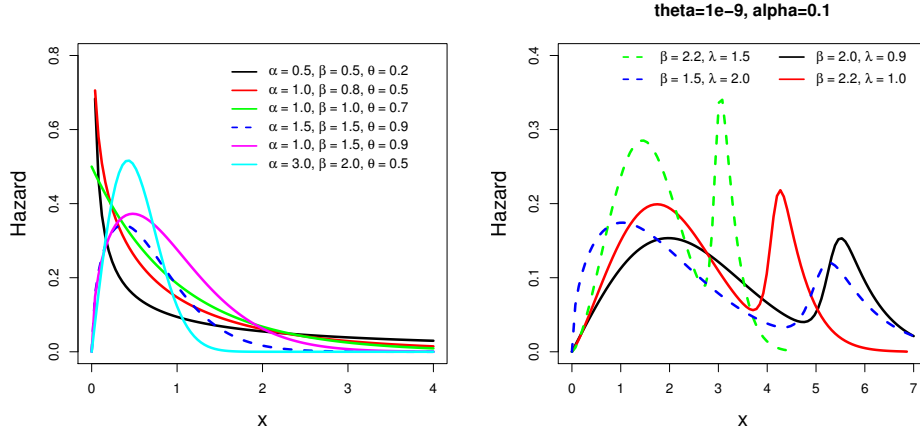 theta=1e-9, alpha=0.1
Hazard
0.0
0.2
0.4
0.6
0.8
α = 0.5, β = 0.5, θ = 0.2
α = 1.0, β = 0.8, θ = 0.5
α = 1.0, β = 1.0, θ = 0.7
α = 1.5, β = 1.5, θ = 0.9
α = 1.0, β = 1.5, θ = 0.9
α = 3.0, β = 2.0, θ = 0.5
0 1 2 3 4
x
Hazard
0.0
0.1
0.2
0.3
0.4
β = 2.2, λ = 1.5
β = 1.5, λ = 2.0
β = 2.0, λ = 0.9
β = 2.2, λ = 1.0
0 1 2 3 4 5 6 7
x